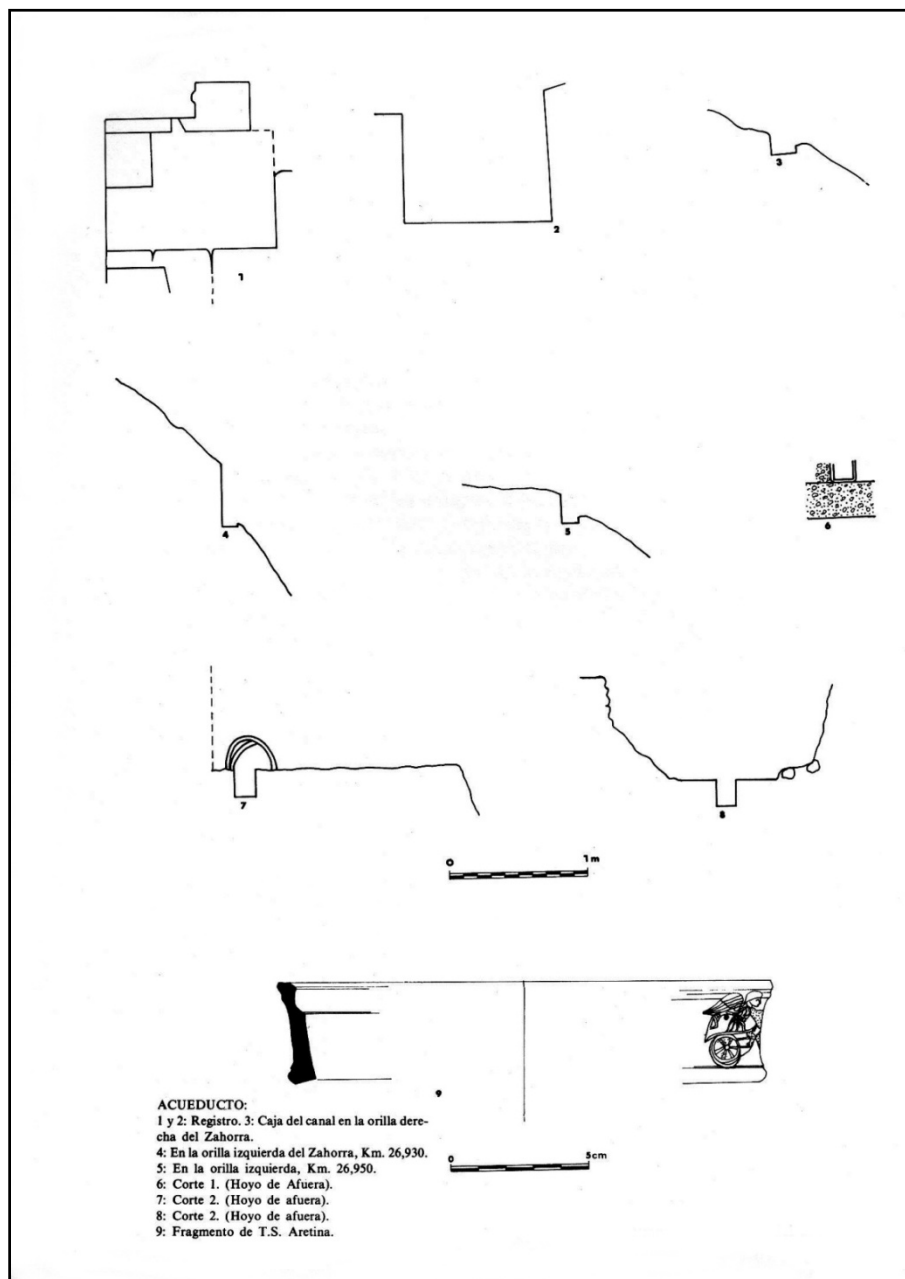 1
2
3
4
5
6
7
8
0 1m
9
ACUEDUCTO:
1 y 2: Registro. 3: Caja del canal en la orilla dere-
cha del Zahorra.
4: En la orilla izquierda del Zahorra, Km. 26,930.
5: En la orilla izquierda, Km. 26,950.
6: Corte 1. (Hoyo de Afuera).
7: Corte 2. (Hoyo de afuera).
8: Corte 2. (Hoyo de afuera).
9: Fragmento de T.S. Aretina.
0 5cm